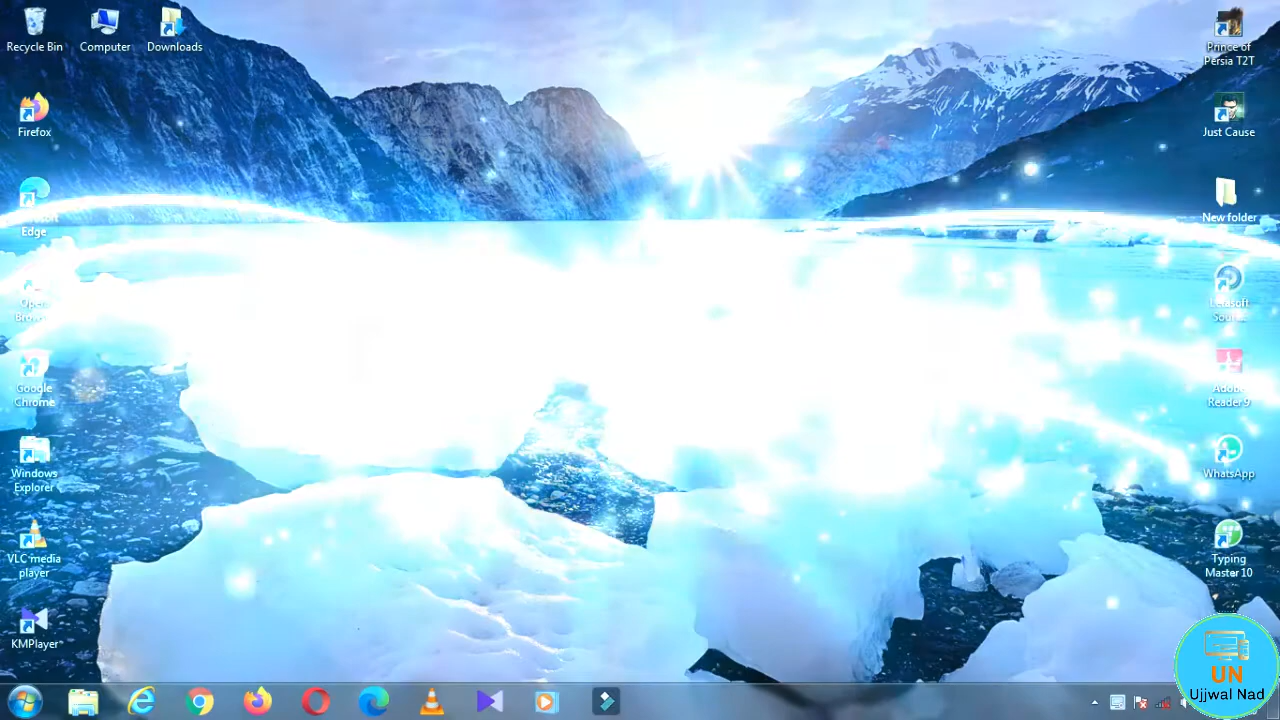 Recycle Bin
Computer
Downloads
Firefox
Edge
Google
Chrome
Windows
Explorer
VLC media
player
KMPlayer
Prince of
Persia T2T
Just Cause
New folder
Adobe
Reader 9
WhatsApp
Typing
Master 10
UN
Ujjwal Nad